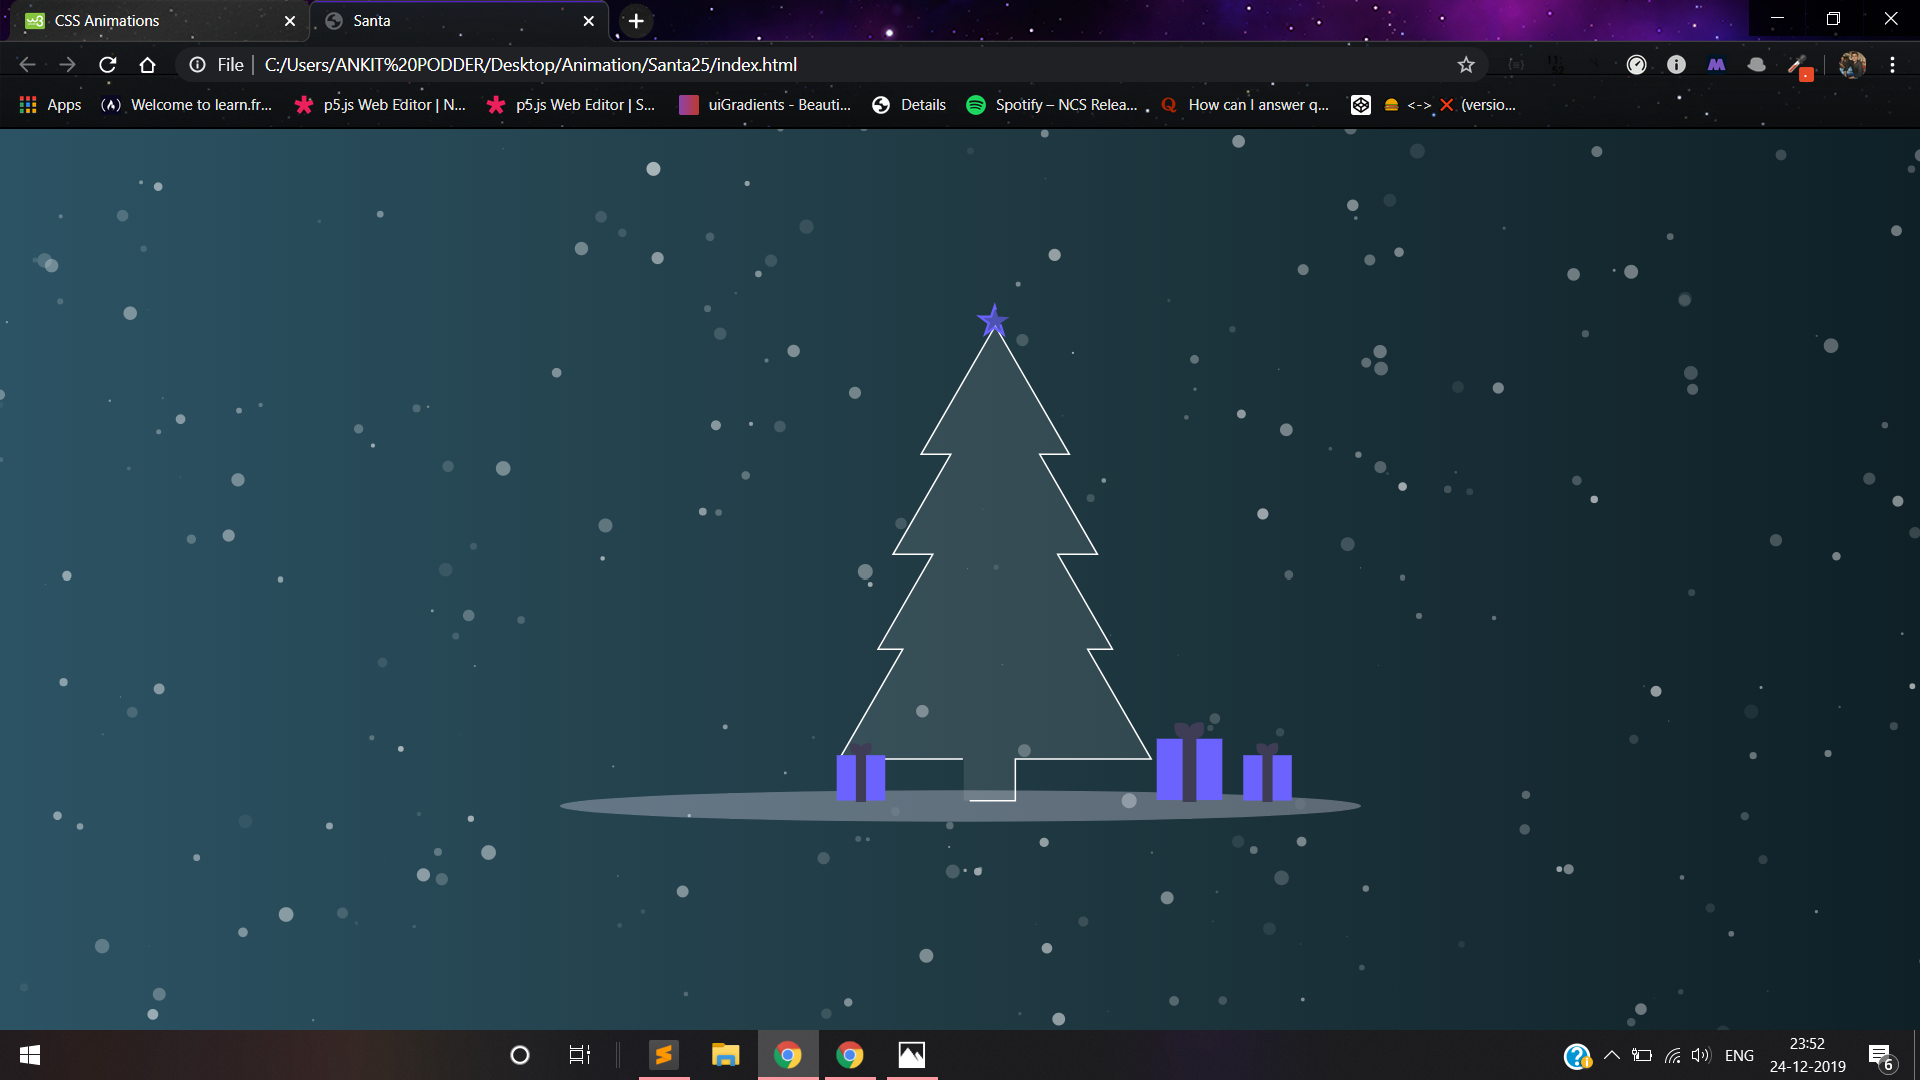 CSS Animations
Santa
File
C:/Users/ANKIT%20PODDER/Desktop/Animation/Santa25/index.html
Apps
Welcome to learn.fr...
p5.js Web Editor | N...
p5.js Web Editor | S...
uiGradients - Beauti...
Details
Spotify – NCS Relea...
How can I answer q...
<-> (versio...
ENG
23:52
24-12-2019
6